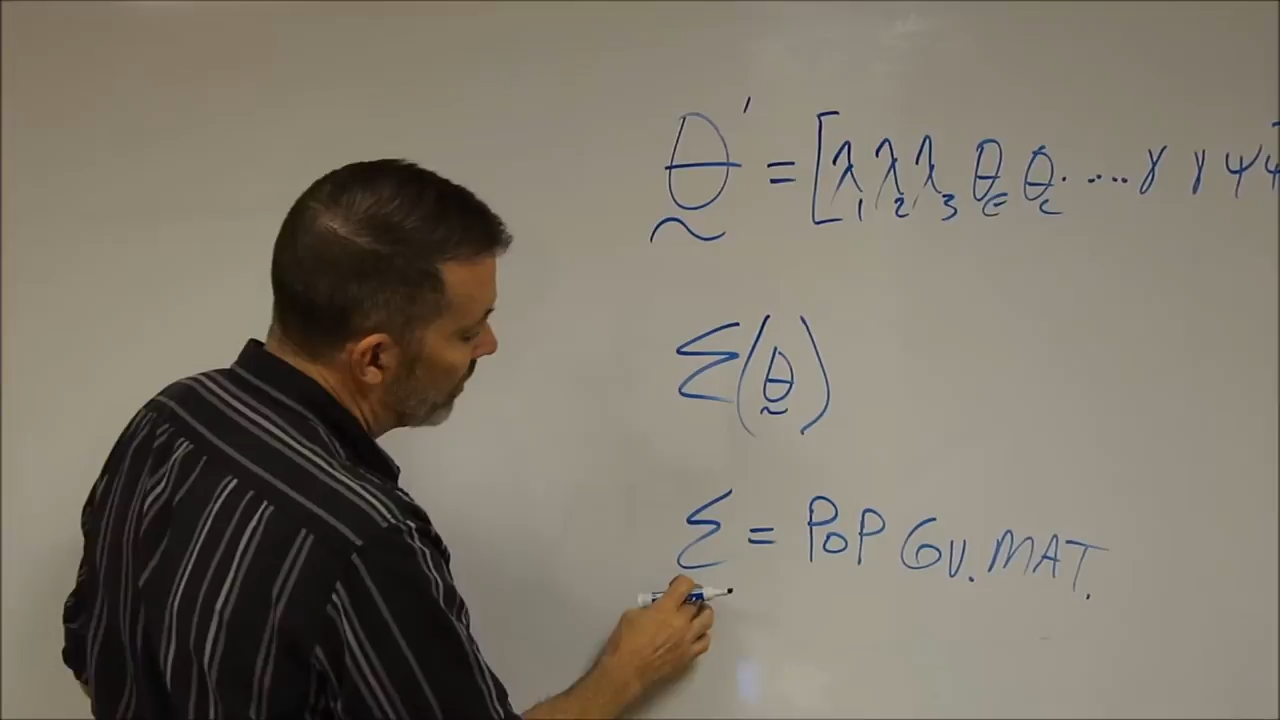 θ' = [λ₁ λ₂ λ₃ θϵ θϵ . .... γ γ ψ ψ
Σ(θ)
Σ = POP COV. MAT.